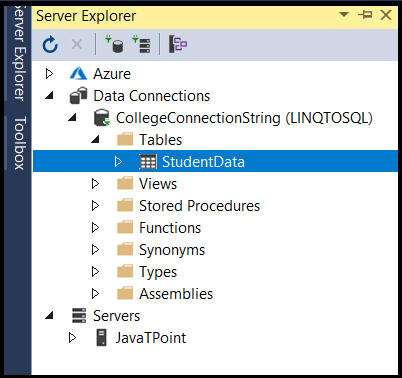 Server Explorer
Server Explorer
Toolbox
Azure
Data Connections
CollegeConnectionString (LINQTOSQL)
Tables
StudentData
Views
Stored Procedures
Functions
Synonyms
Types
Assemblies
Servers
JavaTPoint